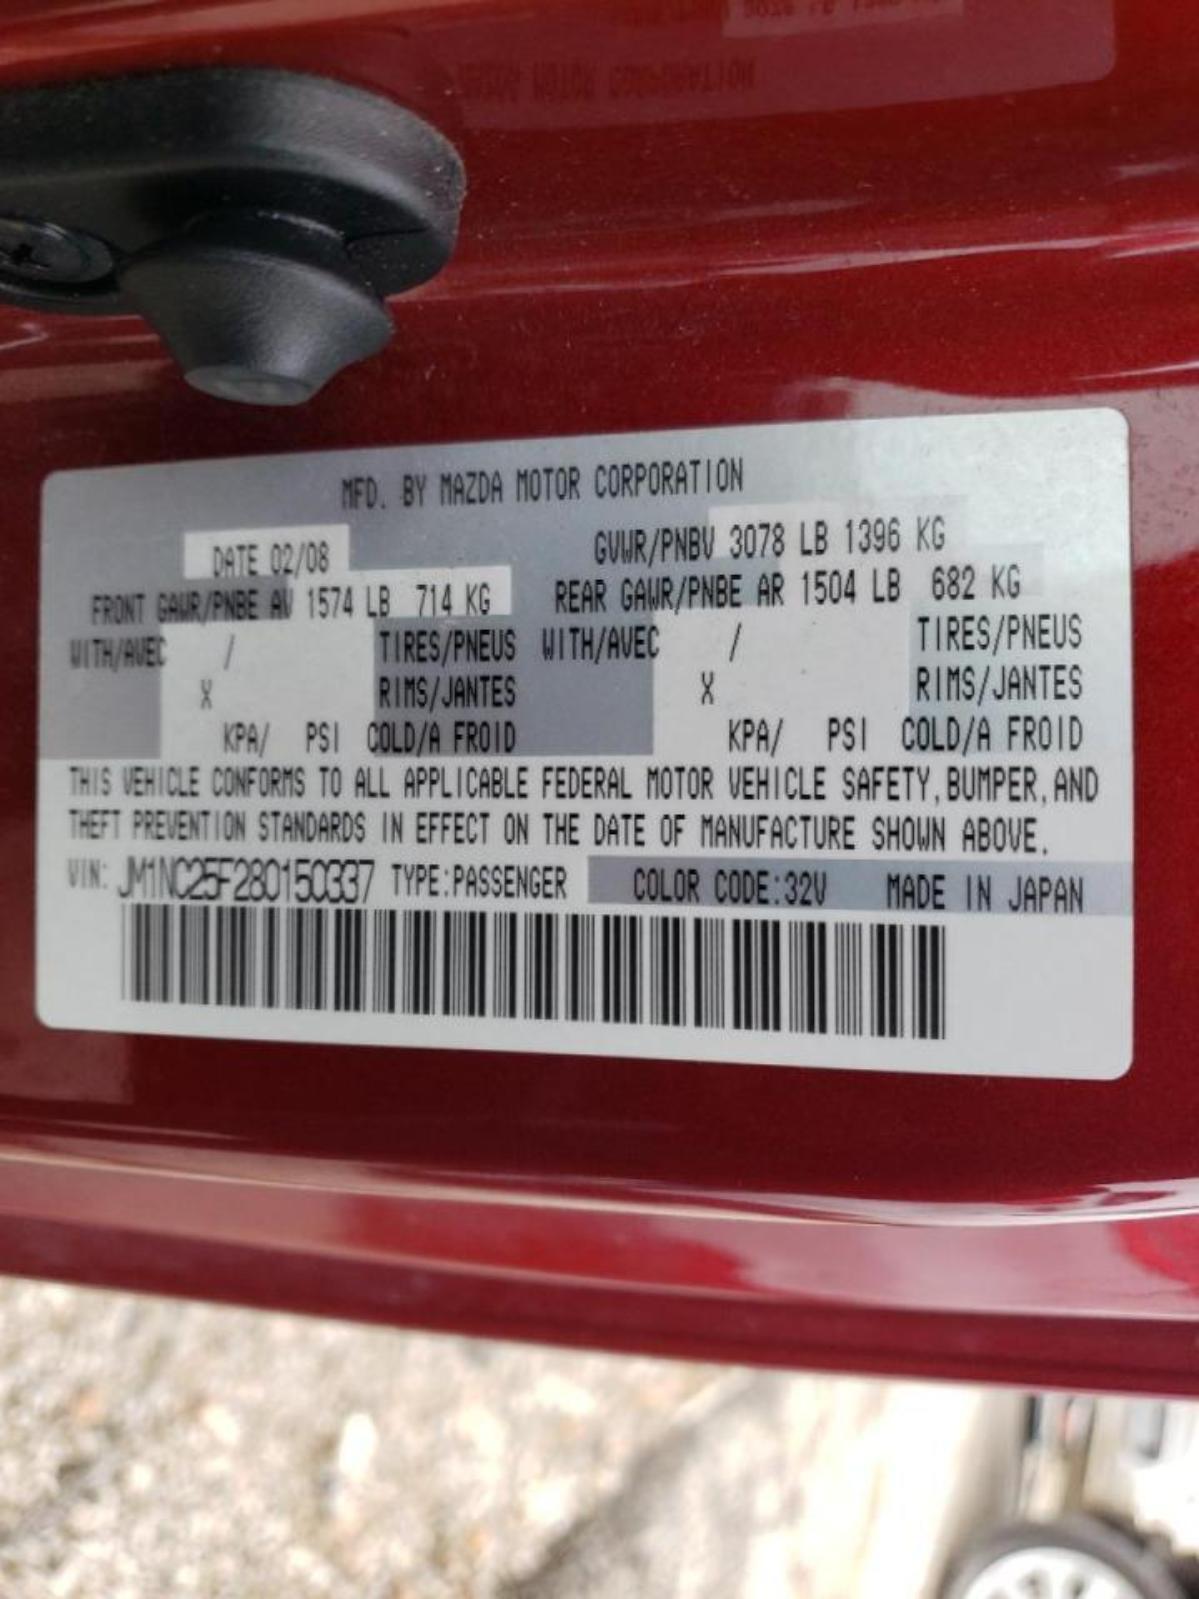 MFD. BY MAZDA MOTOR CORPORATION
DATE 02/08 GVWR/PNBV 3078 LB 1396 KG
FRONT GAWR/PNBE AV 1574 LB 714 KG REAR GAWR/PNBE AR 1504 LB 682 KG
WITH/AVEC / TIRES/PNEUS WITH/AVEC / TIRES/PNEUS
X RIMS/JANTES X RIMS/JANTES
KPA/ PSI COLD/A FROID KPA/ PSI COLD/A FROID
THIS VEHICLE CONFORMS TO ALL APPLICABLE FEDERAL MOTOR VEHICLE SAFETY, BUMPER, AND
THEFT PREVENTION STANDARDS IN EFFECT ON THE DATE OF MANUFACTURE SHOWN ABOVE.
VIN: JM1NC25F280150337 TYPE:PASSENGER COLOR CODE:32V MADE IN JAPAN